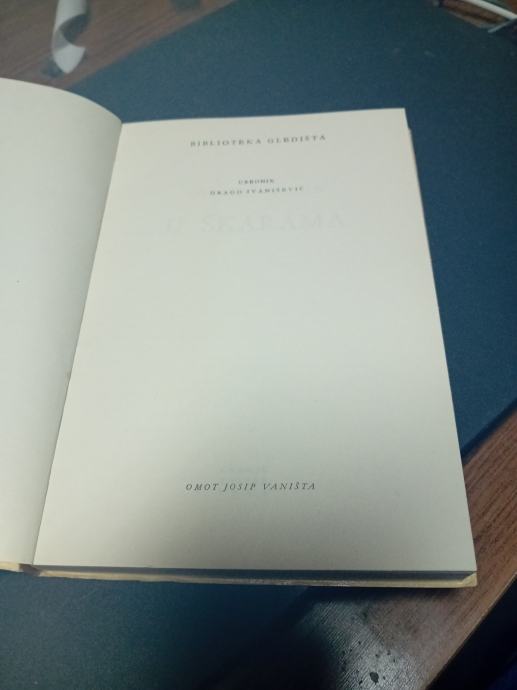 BIBLIOTEKA GLEDIŠTA
UREDNIK
DRAGO IVANIŠEVIĆ
U ŠKARAMA
OMOT JOSIP VANIŠTA